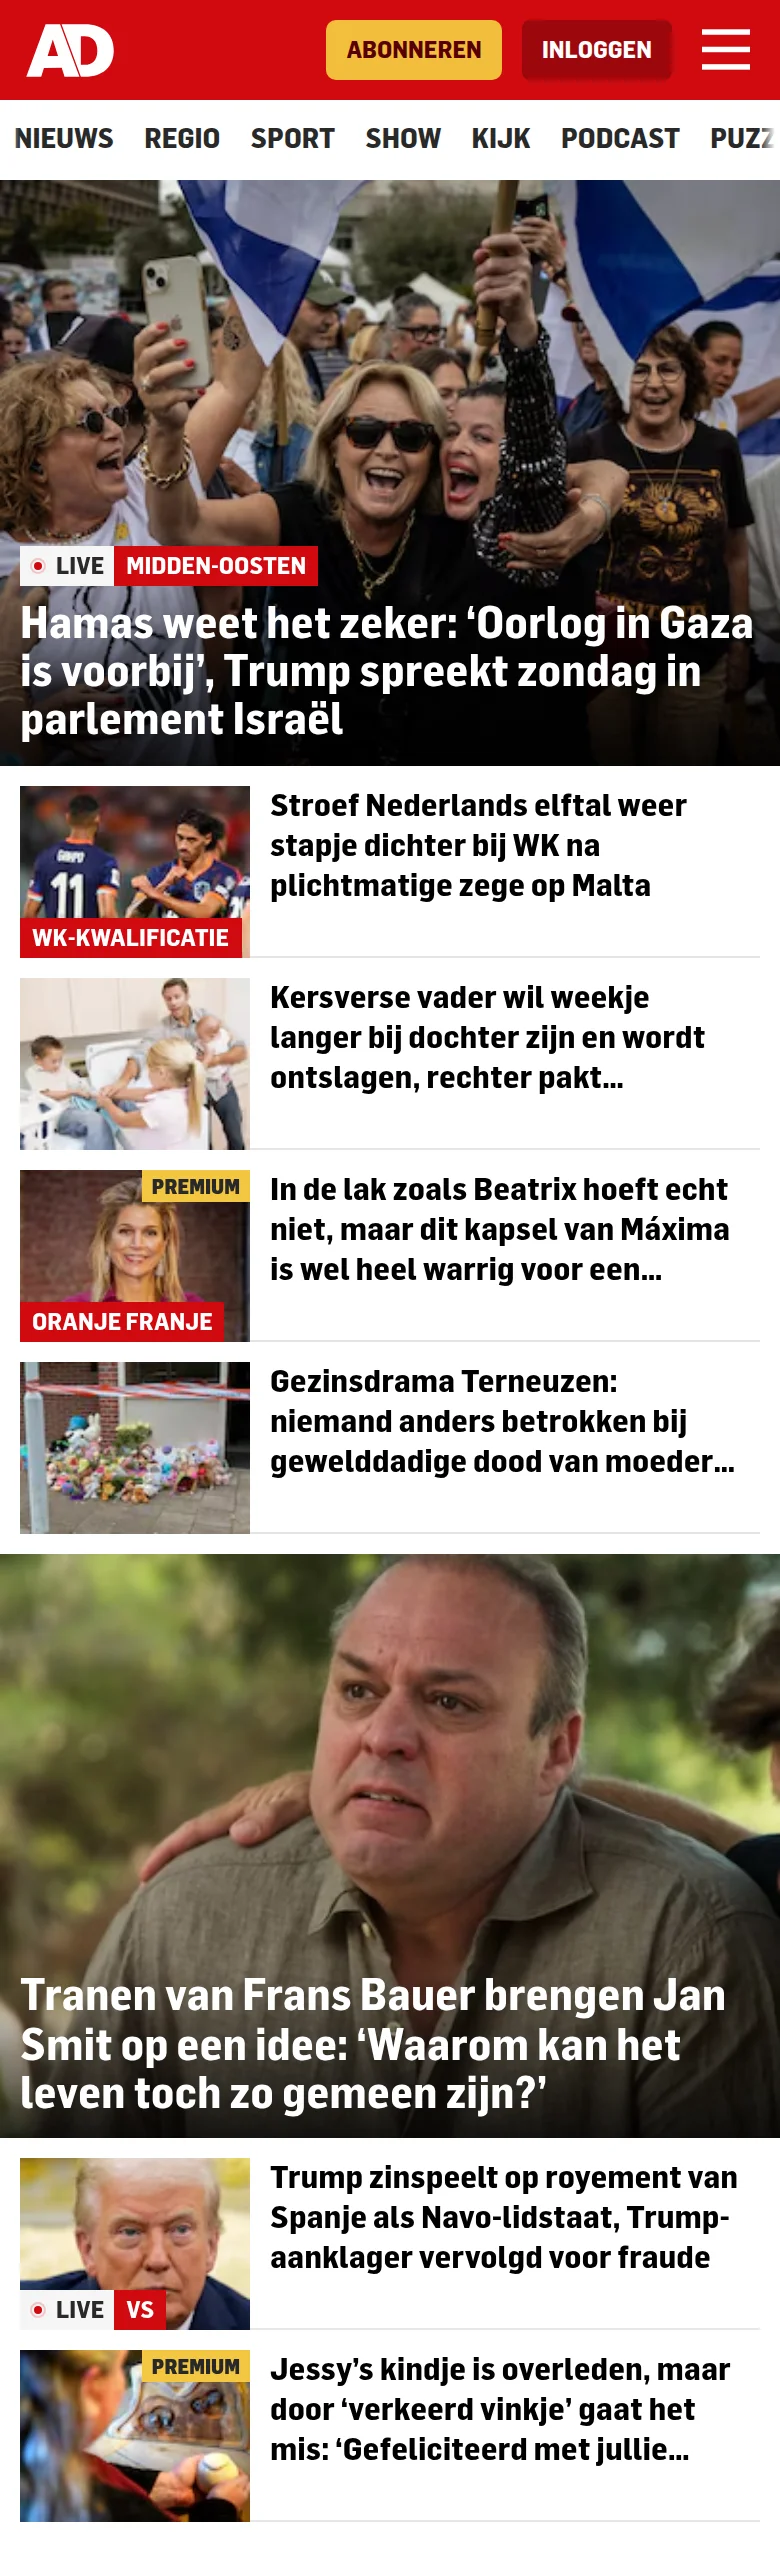 AD
ABONNEREN
INLOGGEN
NIEUWS REGIO SPORT SHOW KIJK PODCAST PUZZ
LIVE MIDDEN-OOSTEN
Hamas weet het zeker: ‘Oorlog in Gaza
is voorbij’, Trump spreekt zondag in
parlement Israël
GAKPO
11
WK-KWALIFICATIE
Stroef Nederlands elftal weer
stapje dichter bij WK na
plichtmatige zege op Malta
Kersverse vader wil weekje
langer bij dochter zijn en wordt
ontslagen, rechter pakt...
PREMIUM
ORANJE FRANJE
In de lak zoals Beatrix hoeft echt
niet, maar dit kapsel van Máxima
is wel heel warrig voor een...
Gezinsdrama Terneuzen:
niemand anders betrokken bij
gewelddadige dood van moeder...
Tranen van Frans Bauer brengen Jan
Smit op een idee: ‘Waarom kan het
leven toch zo gemeen zijn?’
LIVE VS
Trump zinspeelt op royement van
Spanje als Navo-lidstaat, Trump-
aanklager vervolgd voor fraude
PREMIUM
Jessy’s kindje is overleden, maar
door ‘verkeerd vinkje’ gaat het
mis: ‘Gefeliciteerd met jullie...